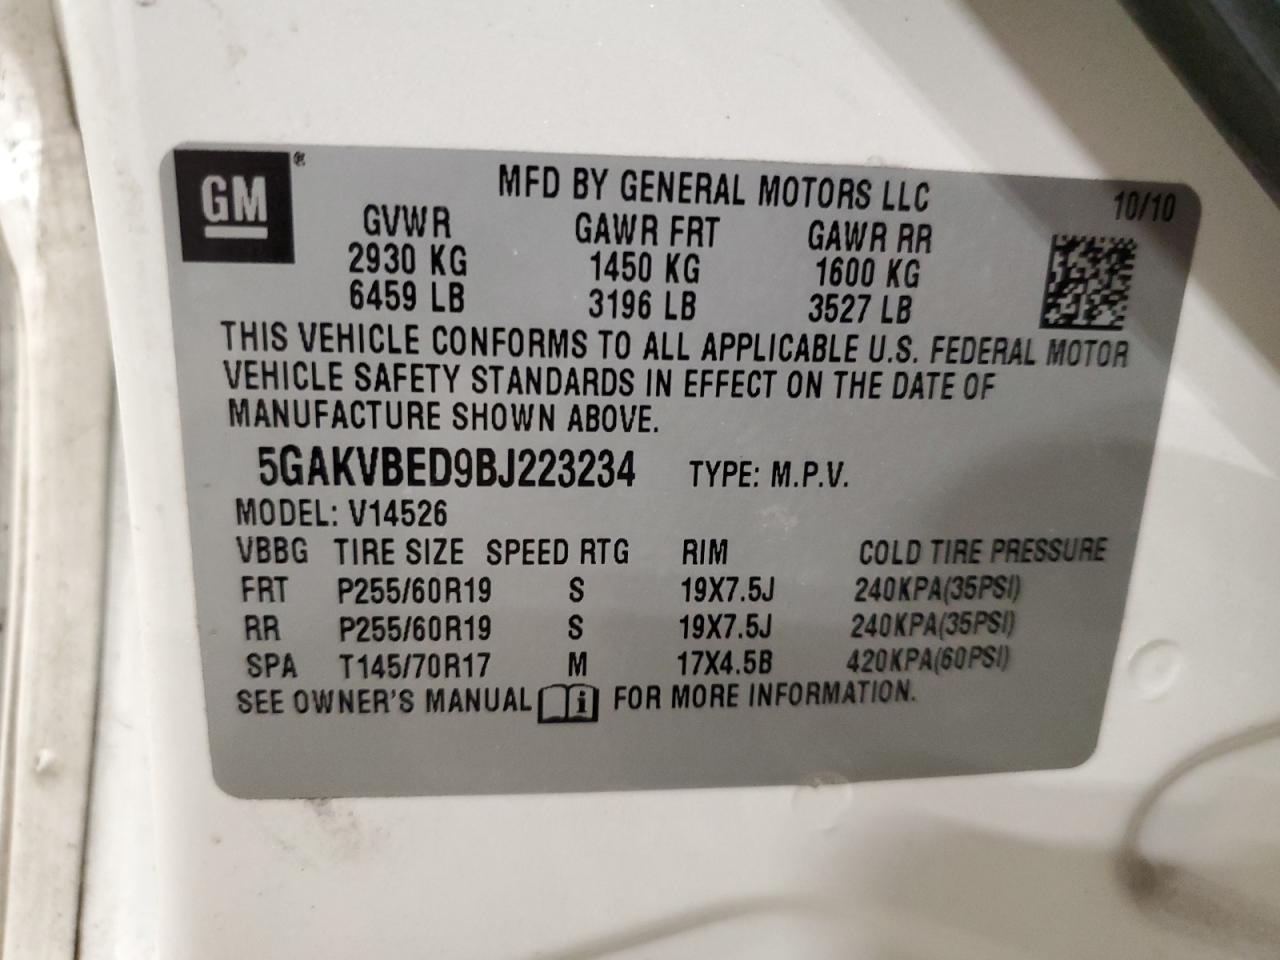 GM ®
MFD BY GENERAL MOTORS LLC 10/10
GVWR GAWR FRT GAWR RR
2930 KG 1450 KG 1600 KG
6459 LB 3196 LB 3527 LB
THIS VEHICLE CONFORMS TO ALL APPLICABLE U.S. FEDERAL MOTOR
VEHICLE SAFETY STANDARDS IN EFFECT ON THE DATE OF
MANUFACTURE SHOWN ABOVE.
5GAKVBED9BJ223234 TYPE: M.P.V.
MODEL: V14526
VBBG TIRE SIZE SPEED RTG RIM COLD TIRE PRESSURE
FRT P255/60R19 S 19X7.5J 240KPA(35PSI)
RR P255/60R19 S 19X7.5J 240KPA(35PSI)
SPA T145/70R17 M 17X4.5B 420KPA(60PSI)
SEE OWNER'S MANUAL i FOR MORE INFORMATION.